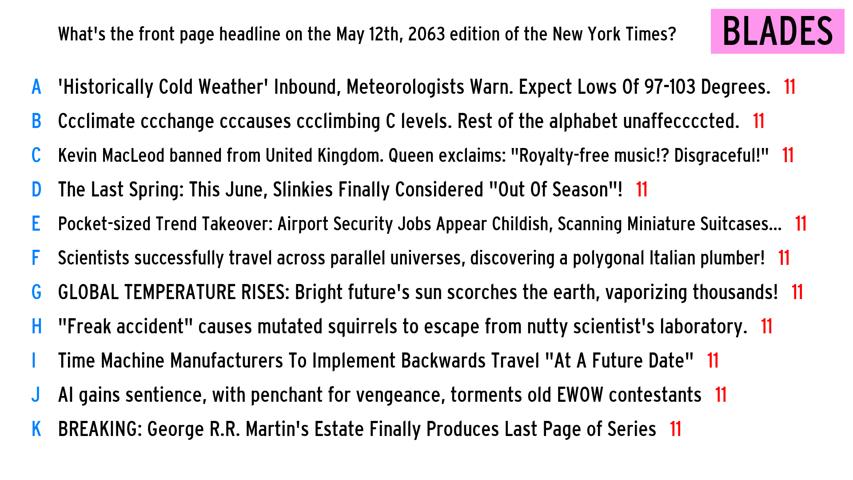 What's the front page headline on the May 12th, 2063 edition of the New York Times?
BLADES
A 'Historically Cold Weather' Inbound, Meteorologists Warn. Expect Lows Of 97-103 Degrees. 11
B Ccclimate ccchange cccauses ccclimbing C levels. Rest of the alphabet unaffecccccted. 11
C Kevin MacLeod banned from United Kingdom. Queen exclaims: "Royalty-free music!? Disgraceful!" 11
D The Last Spring: This June, Slinkies Finally Considered "Out Of Season"! 11
E Pocket-sized Trend Takeover: Airport Security Jobs Appear Childish, Scanning Miniature Suitcases... 11
F Scientists successfully travel across parallel universes, discovering a polygonal Italian plumber! 11
G GLOBAL TEMPERATURE RISES: Bright future's sun scorches the earth, vaporizing thousands! 11
H "Freak accident" causes mutated squirrels to escape from nutty scientist's laboratory. 11
I Time Machine Manufacturers To Implement Backwards Travel "At A Future Date" 11
J AI gains sentience, with penchant for vengeance, torments old EWOW contestants 11
K BREAKING: George R.R. Martin's Estate Finally Produces Last Page of Series 11